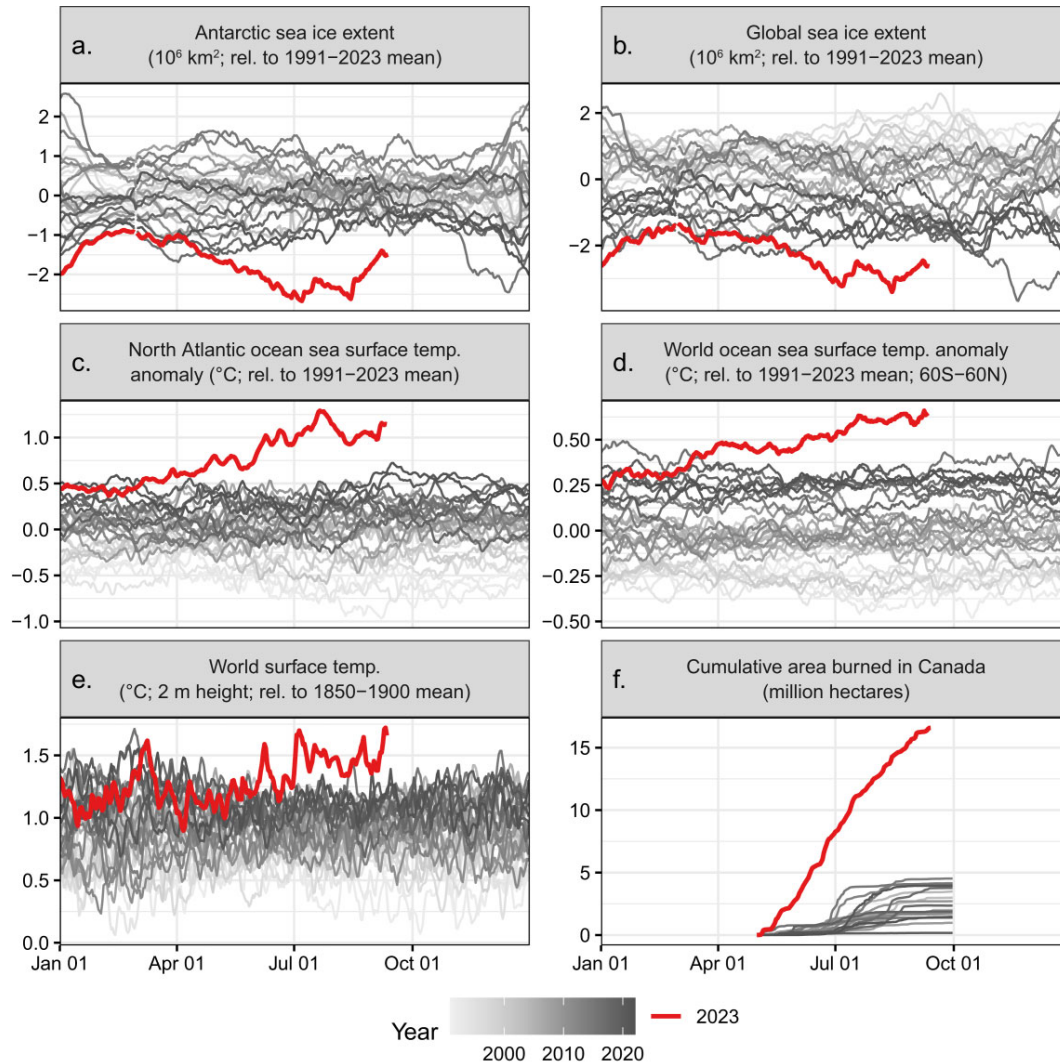 a.
Antarctic sea ice extent
(10⁶ km²; rel. to 1991−2023 mean)
2
1
0
−1
−2
b.
Global sea ice extent
(10⁶ km²; rel. to 1991−2023 mean)
2
0
−2
c.
North Atlantic ocean sea surface temp.
anomaly (°C; rel. to 1991−2023 mean)
1.0
0.5
0.0
−0.5
−1.0
d.
World ocean sea surface temp. anomaly
(°C; rel. to 1991−2023 mean; 60S−60N)
0.50
0.25
0.00
−0.25
−0.50
e.
World surface temp.
(°C; 2 m height; rel. to 1850−1900 mean)
1.5
1.0
0.5
0.0
Jan 01 Apr 01 Jul 01 Oct 01
f.
Cumulative area burned in Canada
(million hectares)
15
10
5
0
Jan 01 Apr 01 Jul 01 Oct 01
Year
2000 2010 2020
2023